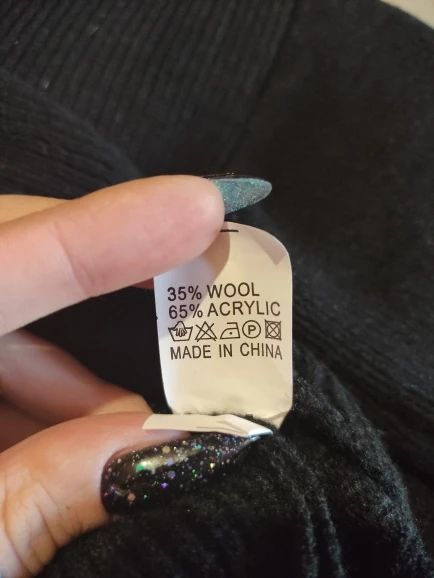 35% WOOL
65% ACRYLIC
P
MADE IN CHINA